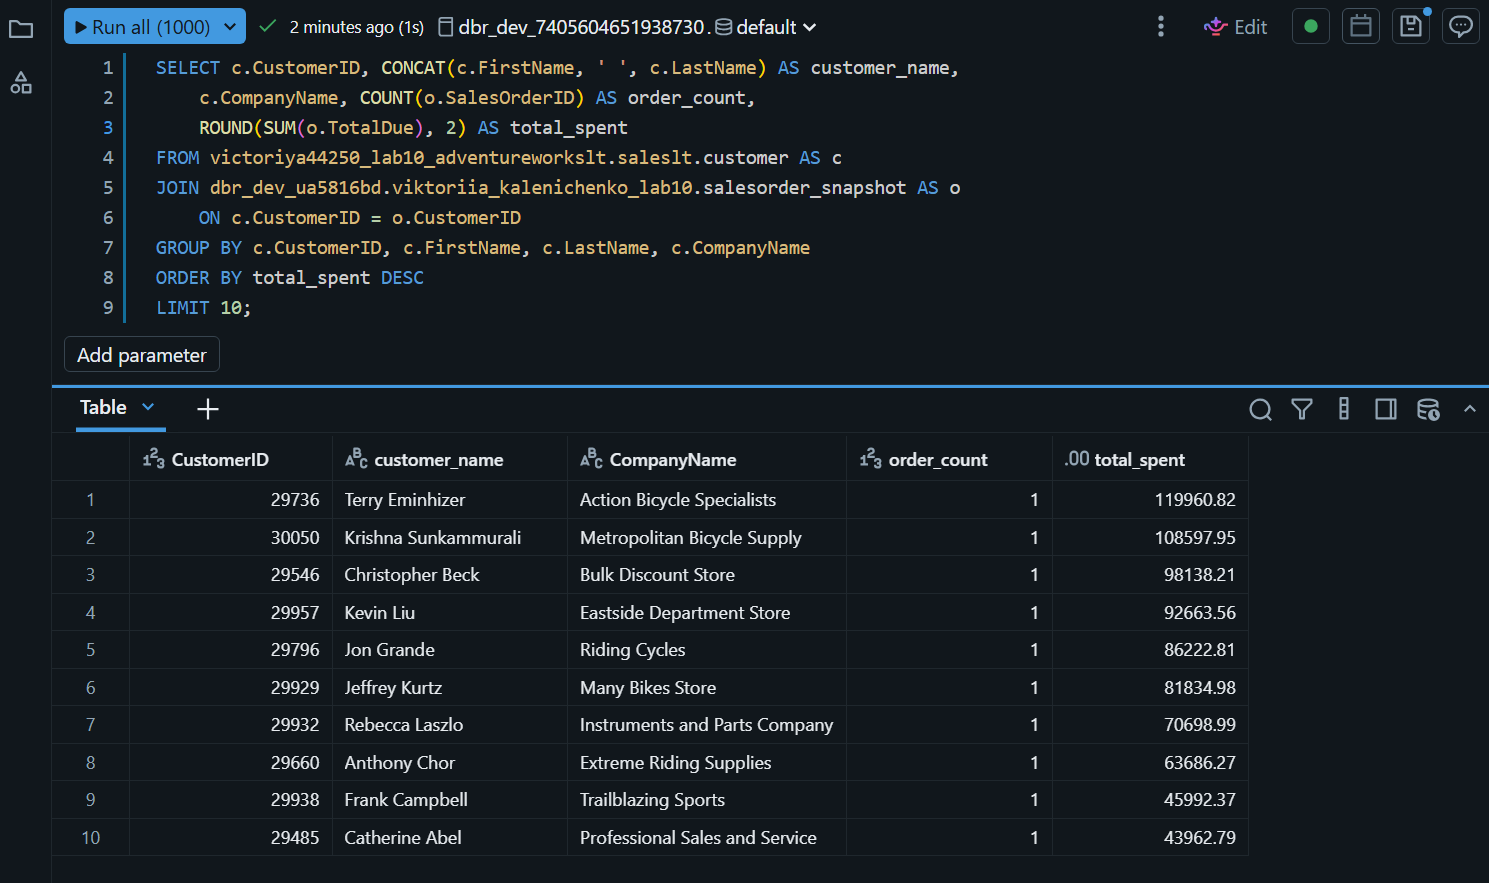 Run all (1000) 2 minutes ago (1s) dbr_dev_7405604651938730. default Edit
1 SELECT c.CustomerID, CONCAT(c.FirstName, ' ', c.LastName) AS customer_name,
2 c.CompanyName, COUNT(o.SalesOrderID) AS order_count,
3 ROUND(SUM(o.TotalDue), 2) AS total_spent
4 FROM victoriya44250_lab10_adventureworkslt.saleslt.customer AS c
5 JOIN dbr_dev_ua5816bd.viktoriia_kalenichenko_lab10.salesorder_snapshot AS o
6 ON c.CustomerID = o.CustomerID
7 GROUP BY c.CustomerID, c.FirstName, c.LastName, c.CompanyName
8 ORDER BY total_spent DESC
9 LIMIT 10;
Add parameter
Table +
123 CustomerID ABC customer_name ABC CompanyName 123 order_count .00 total_spent
1 29736 Terry Eminhizer Action Bicycle Specialists 1 119960.82
2 30050 Krishna Sunkammurali Metropolitan Bicycle Supply 1 108597.95
3 29546 Christopher Beck Bulk Discount Store 1 98138.21
4 29957 Kevin Liu Eastside Department Store 1 92663.56
5 29796 Jon Grande Riding Cycles 1 86222.81
6 29929 Jeffrey Kurtz Many Bikes Store 1 81834.98
7 29932 Rebecca Laszlo Instruments and Parts Company 1 70698.99
8 29660 Anthony Chor Extreme Riding Supplies 1 63686.27
9 29938 Frank Campbell Trailblazing Sports 1 45992.37
10 29485 Catherine Abel Professional Sales and Service 1 43962.79